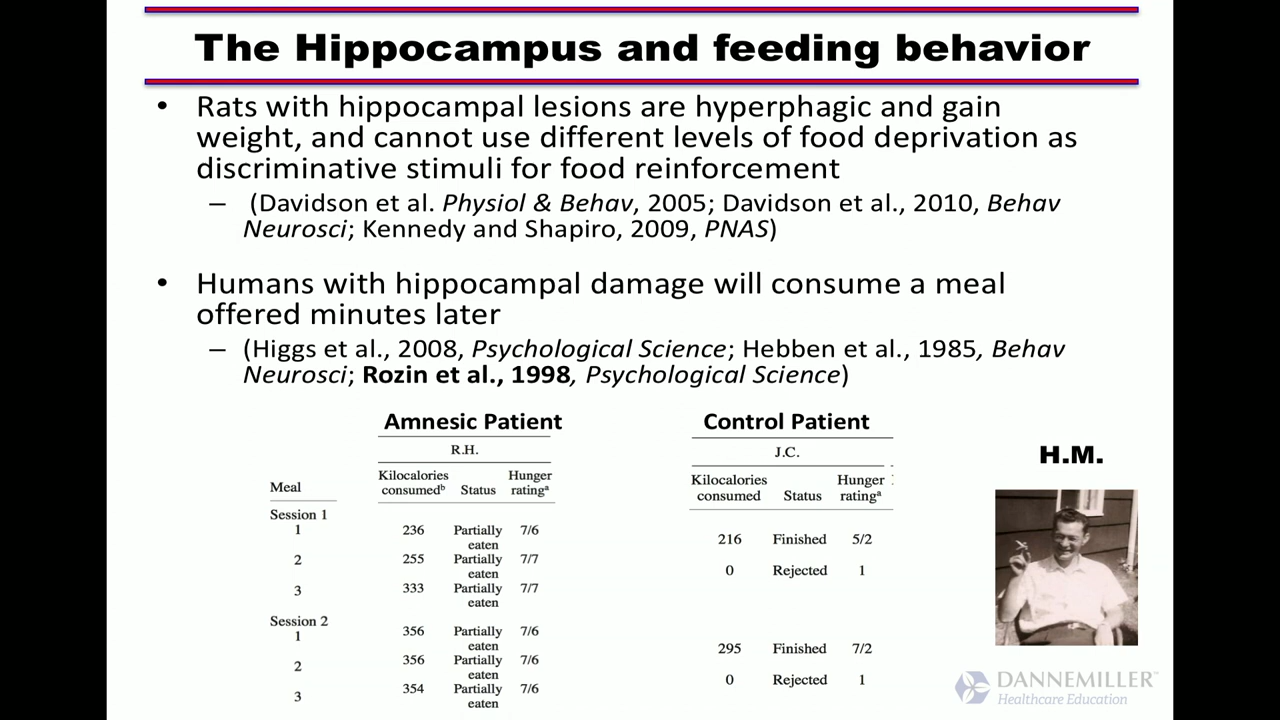 The Hippocampus and feeding behavior
• Rats with hippocampal lesions are hyperphagic and gain
weight, and cannot use different levels of food deprivation as
discriminative stimuli for food reinforcement
– (Davidson et al. Physiol & Behav, 2005; Davidson et al., 2010, Behav
Neurosci; Kennedy and Shapiro, 2009, PNAS)
• Humans with hippocampal damage will consume a meal
offered minutes later
– (Higgs et al., 2008, Psychological Science; Hebben et al., 1985, Behav
Neurosci; Rozin et al., 1998, Psychological Science)
Amnesic Patient
R.H.
Meal
Kilocalories consumedᵇ Status Hunger ratingᵃ
Session 1
1 236 Partially eaten 7/6
2 255 Partially eaten 7/7
3 333 Partially eaten 7/7
Session 2
1 356 Partially eaten 7/6
2 356 Partially eaten 7/6
3 354 Partially eaten 7/6
Control Patient
J.C.
Kilocalories consumed Status Hunger ratingᵃ
216 Finished 5/2
0 Rejected 1
295 Finished 7/2
0 Rejected 1
H.M.
DANNEMILLER™
Healthcare Education